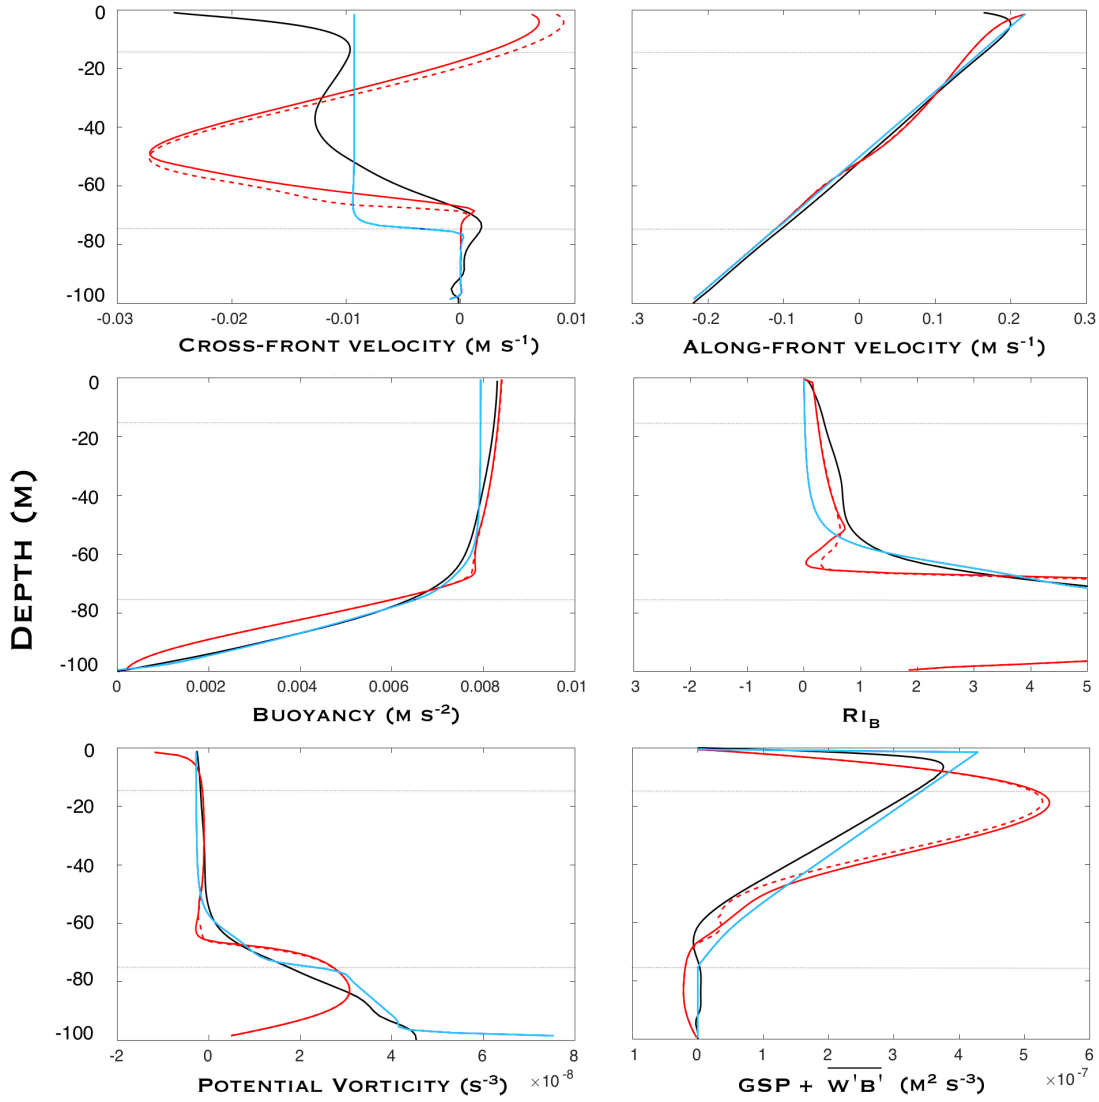 0
-20
-40
-60
-80
-100
-0.03 -0.02 -0.01 0 0.01
CROSS-FRONT VELOCITY (M S-1)
.3 -0.2 -0.1 0 0.1 0.2 0.3
ALONG-FRONT VELOCITY (M S-1)
DEPTH (M)
0
-20
-40
-60
-80
-100
0 0.002 0.004 0.006 0.008 0.01
BUOYANCY (M S-2)
3 -2 -1 0 1 2 3 4 5
RIB
0
-20
-40
-60
-80
-100
-2 0 2 4 6 8
×10-8
POTENTIAL VORTICITY (S-3)
1 0 1 2 3 4 5 6
×10-7
GSP + W'B' (M2 S-3)